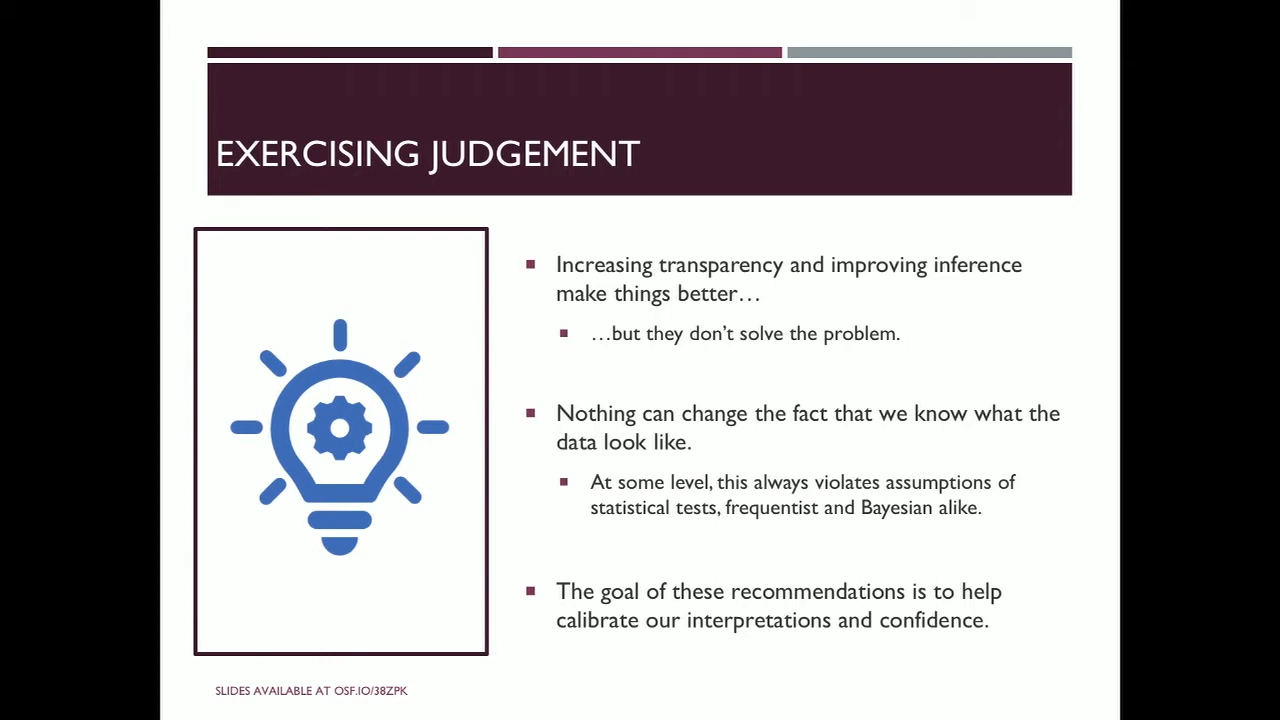 EXERCISING JUDGEMENT
Increasing transparency and improving inference
make things better…
…but they don’t solve the problem.
Nothing can change the fact that we know what the
data look like.
At some level, this always violates assumptions of
statistical tests, frequentist and Bayesian alike.
The goal of these recommendations is to help
calibrate our interpretations and confidence.
SLIDES AVAILABLE AT OSF.IO/38ZPK